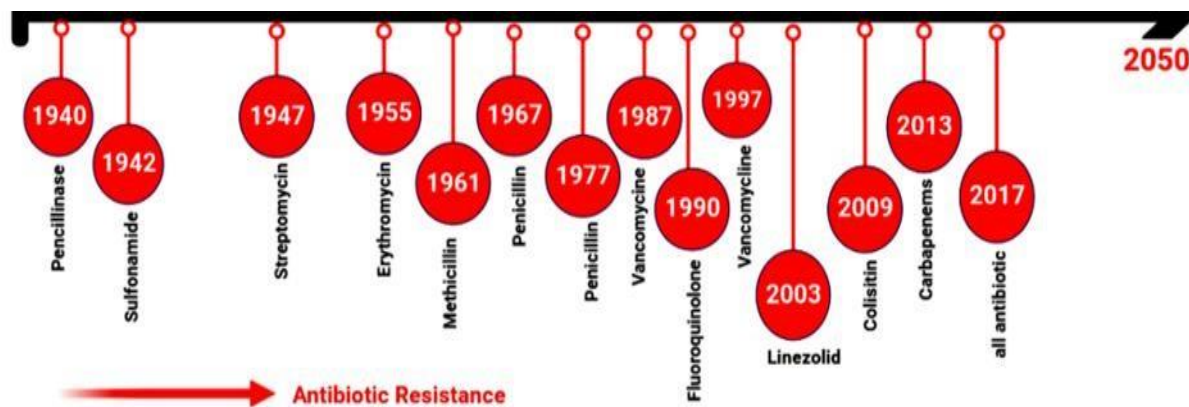 2050
1940
Pencillinase
1942
Sulfonamide
1947
Streptomycin
1955
Erythromycin
1961
Methicillin
1967
Penicillin
1977
Penicillin
1987
Vancomycine
1990
Fluoroquinolone
1997
Vancomycline
2003
Linezolid
2009
Colisitin
2013
Carbapenems
2017
all antibiotic
Antibiotic Resistance